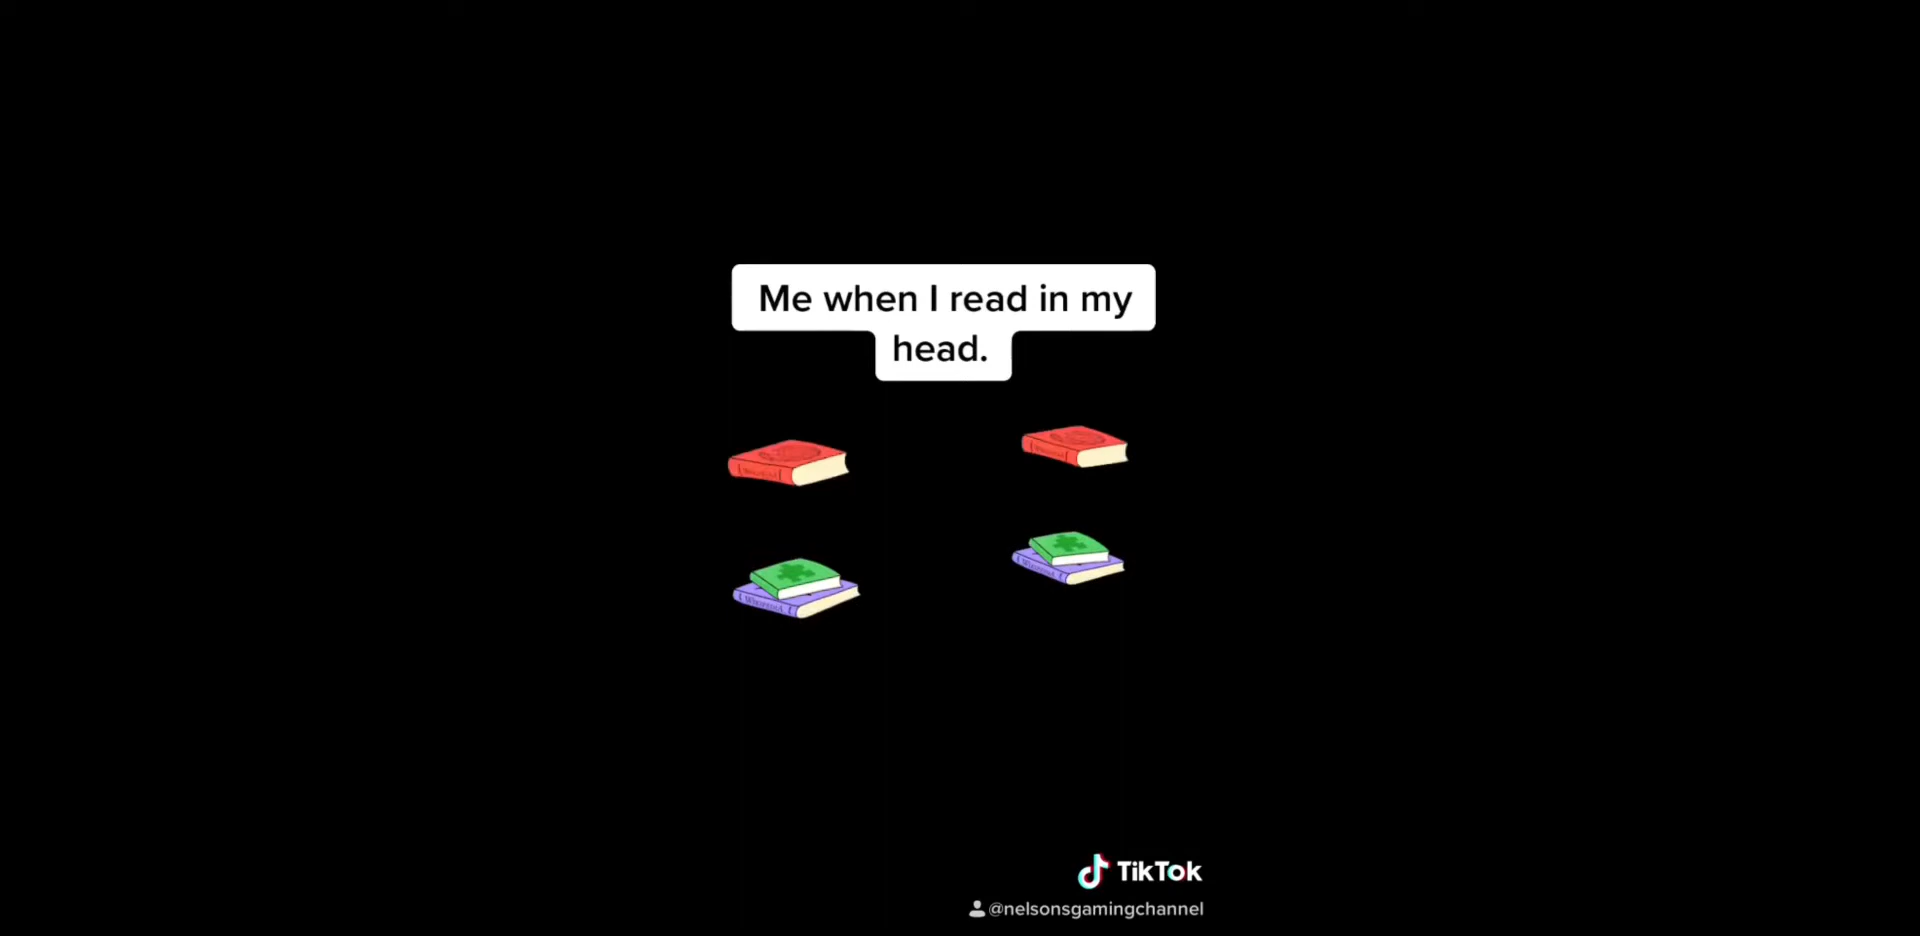 Me when I read in my
head.
TikTok
@nelsonsgamingchannel